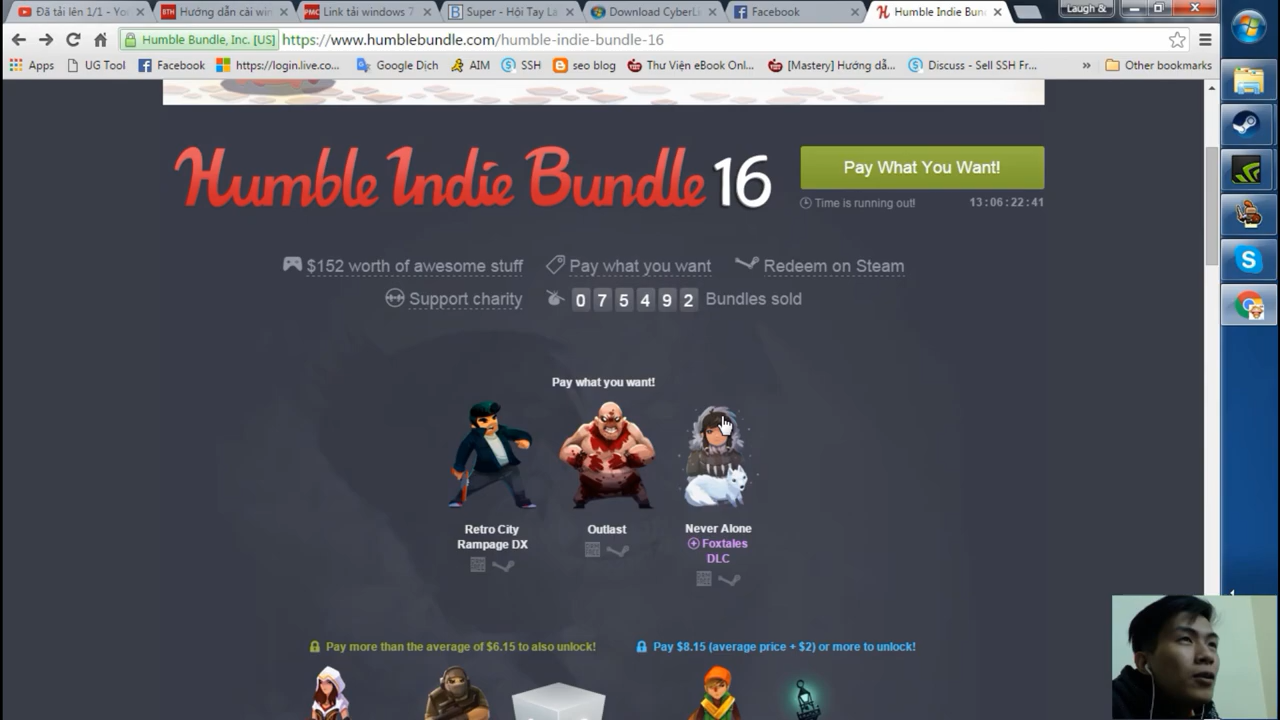 Đã tải lên 1/1 - You
Hướng dẫn cài win
Link tải windows 7
Super - Hội Tay Là
Download CyberLi
Facebook
Humble Indie Bun
Laugh &
Humble Bundle, Inc. [US]
https://www.humblebundle.com/humble-indie-bundle-16
Apps
UG Tool
Facebook
https://login.live.co...
Google Dịch
AIM
SSH
seo blog
Thư Viện eBook Onl...
[Mastery] Hướng dẫ...
Discuss - Sell SSH Fr...
»
Other bookmarks
Humble Indie Bundle 16
Pay What You Want!
Time is running out!
13:06:22:41
$152 worth of awesome stuff
Pay what you want
Redeem on Steam
Support charity
075492 Bundles sold
Pay what you want!
Retro City
Rampage DX
Outlast
Never Alone
Foxtales
DLC
Pay more than the average of $6.15 to also unlock!
Pay $8.15 (average price + $2) or more to unlock!